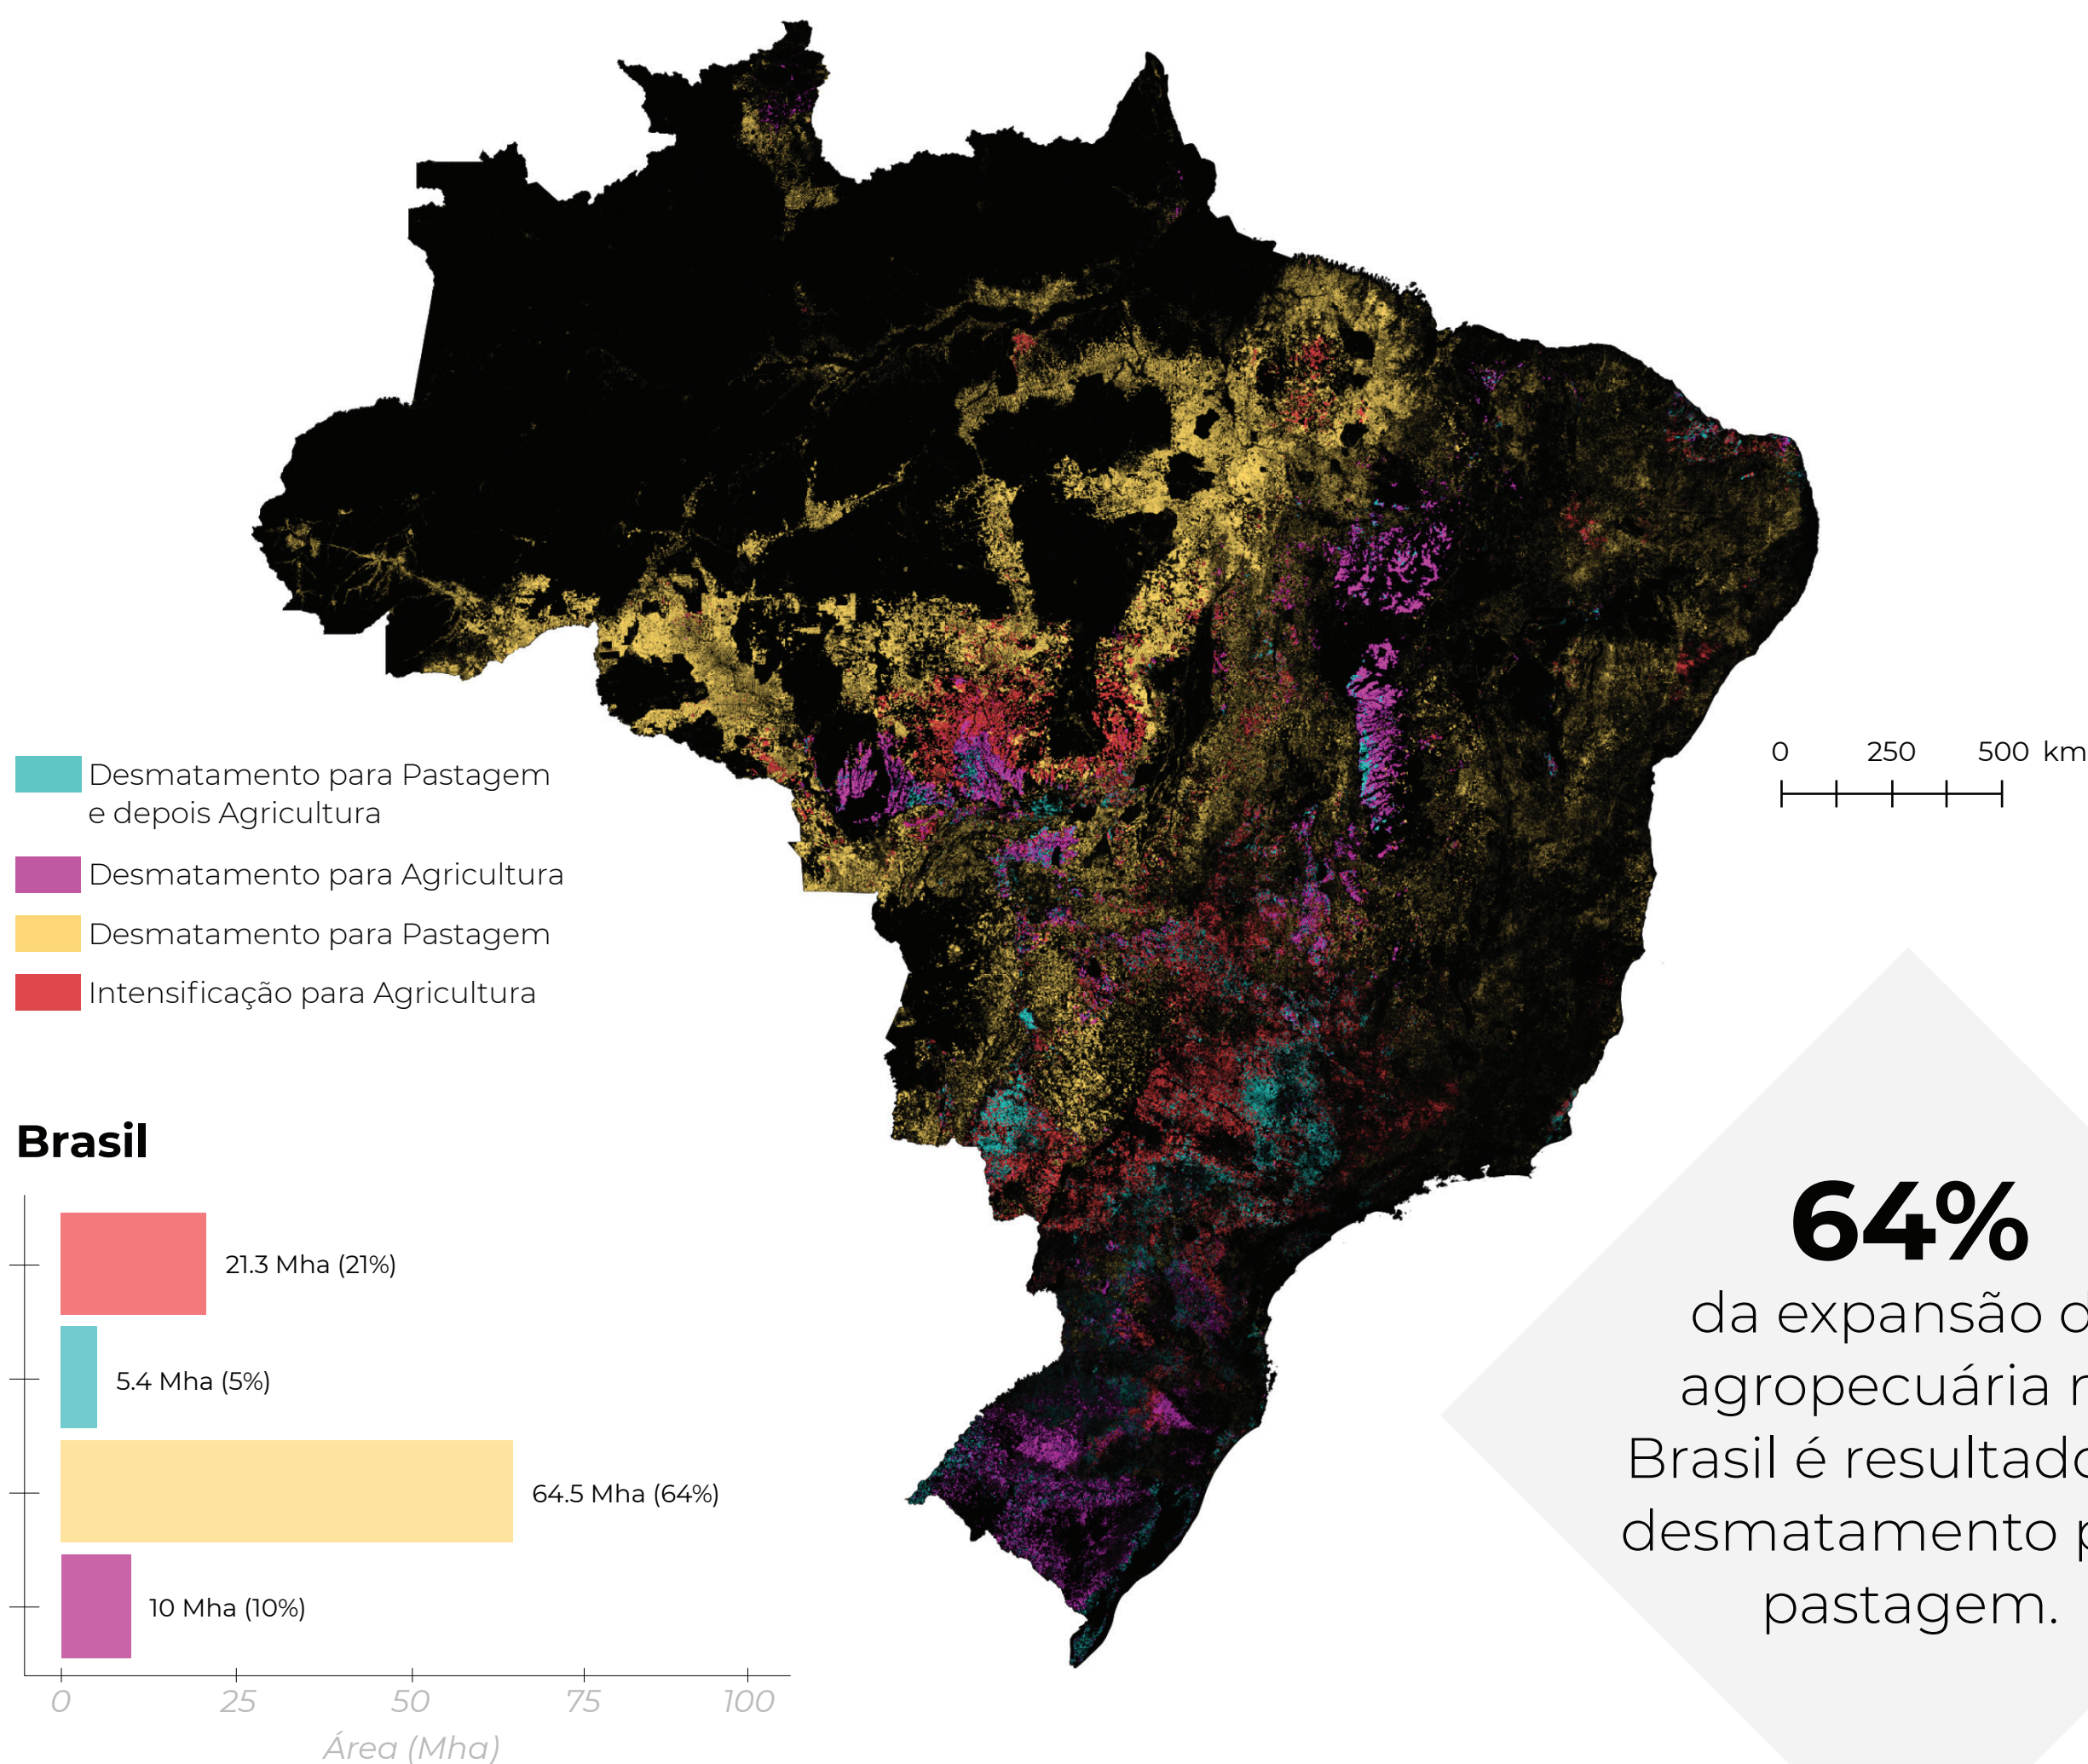 0 250 500 km
Desmatamento para Pastagem
e depois Agricultura
Desmatamento para Agricultura
Desmatamento para Pastagem
Intensificação para Agricultura
Brasil
21.3 Mha (21%)
5.4 Mha (5%)
64.5 Mha (64%)
10 Mha (10%)
0 25 50 75 100
Área (Mha)
64%
da expansão
agropecuária
Brasil é resultado
desmatamento
pastagem.